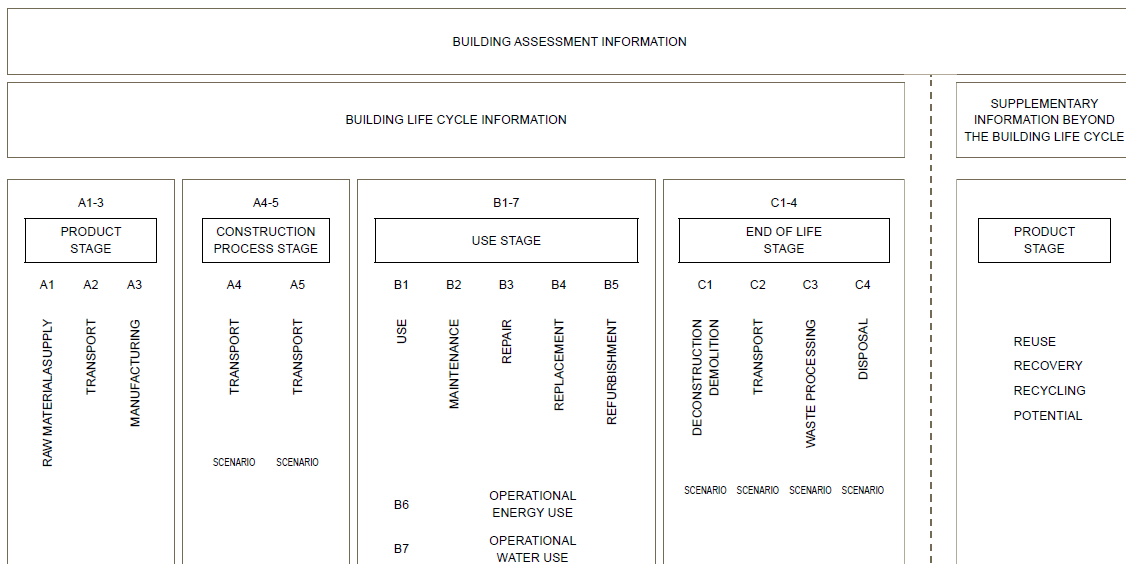 BUILDING ASSESSMENT INFORMATION
BUILDING LIFE CYCLE INFORMATION
SUPPLEMENTARY
INFORMATION BEYOND
THE BUILDING LIFE CYCLE
A1-3
PRODUCT
STAGE
A1 A2 A3
RAW MATERIALASUPPLY
TRANSPORT
MANUFACTURING
A4-5
CONSTRUCTION
PROCESS STAGE
A4 A5
TRANSPORT
TRANSPORT
SCENARIO SCENARIO
B1-7
USE STAGE
B1 B2 B3 B4 B5
USE
MAINTENANCE
REPAIR
REPLACEMENT
REFURBISHMENT
B6
OPERATIONAL
ENERGY USE
B7
OPERATIONAL
WATER USE
C1-4
END OF LIFE
STAGE
C1 C2 C3 C4
DECONSTRUCTION
DEMOLITION
TRANSPORT
WASTE PROCESSING
DISPOSAL
SCENARIO SCENARIO SCENARIO SCENARIO
PRODUCT
STAGE
REUSE
RECOVERY
RECYCLING
POTENTIAL